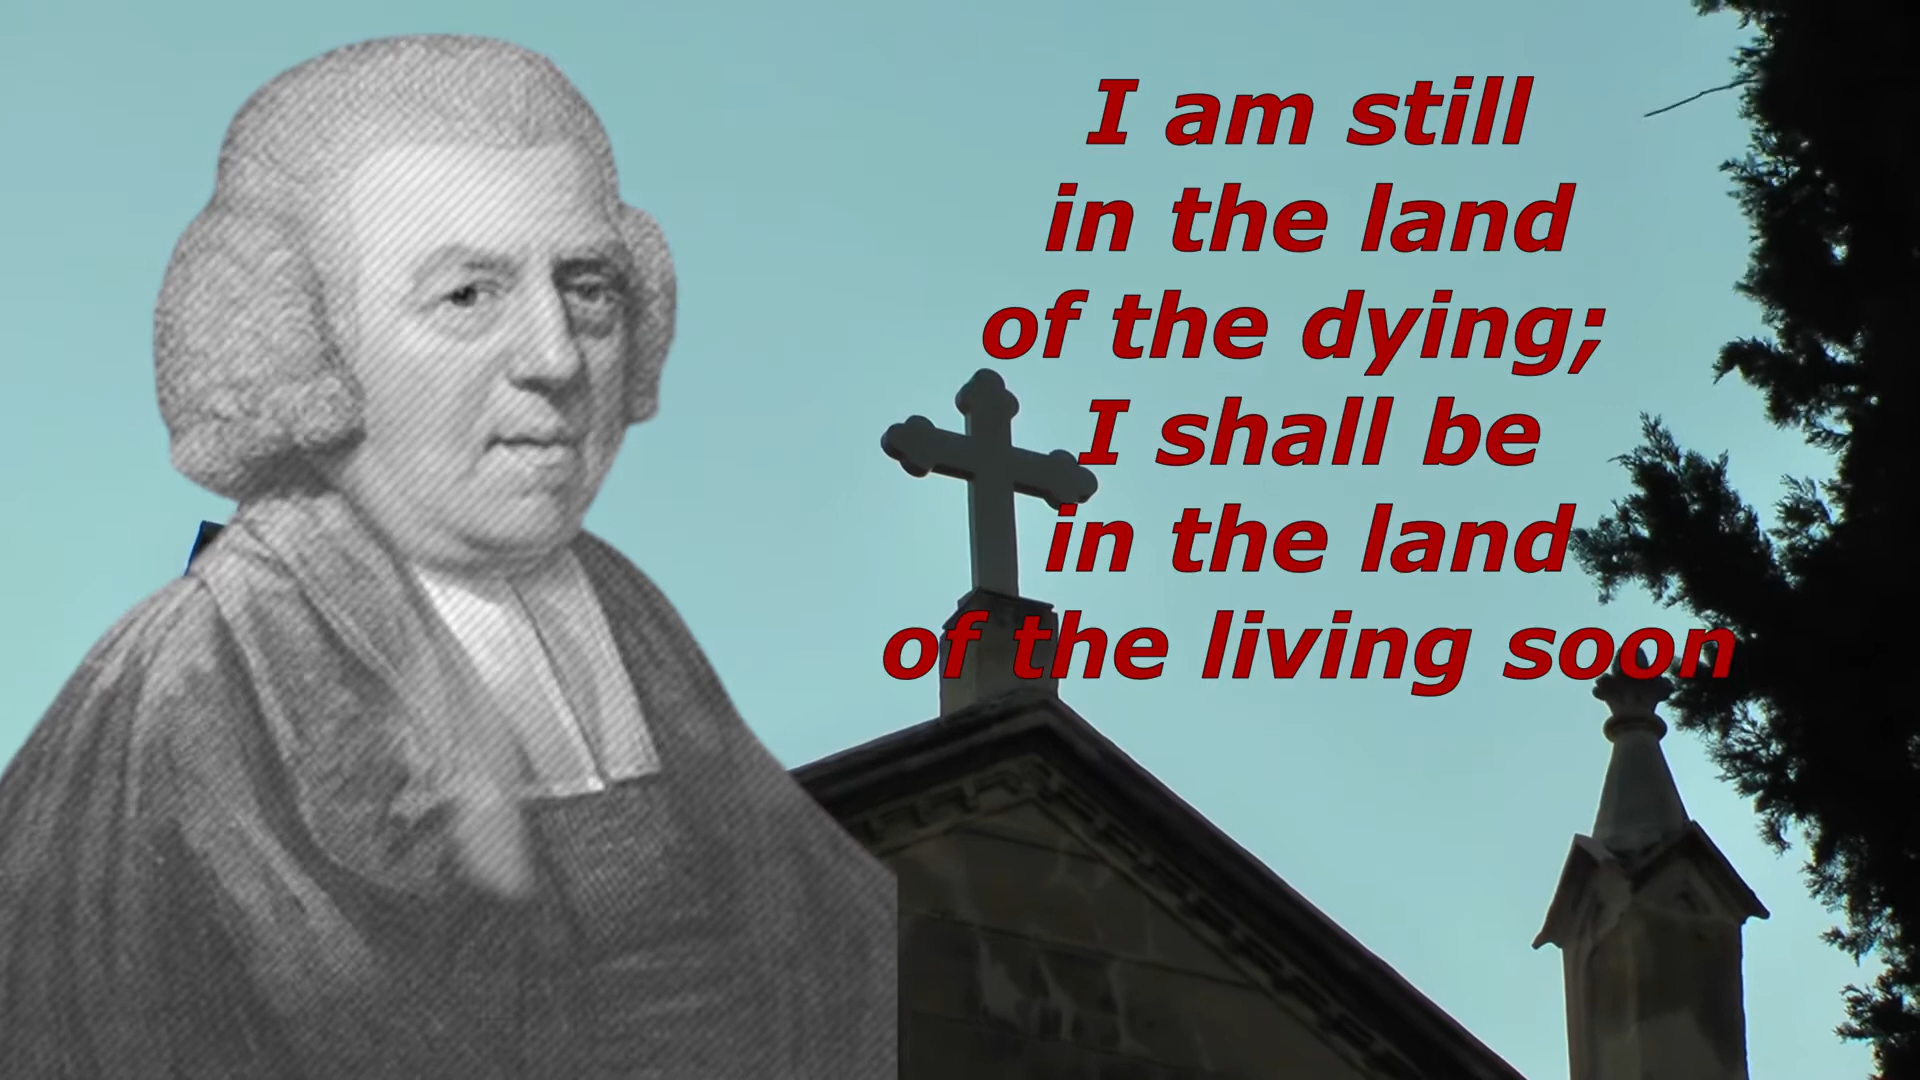 I am still
in the land
of the dying;
I shall be
in the land
of the living soon